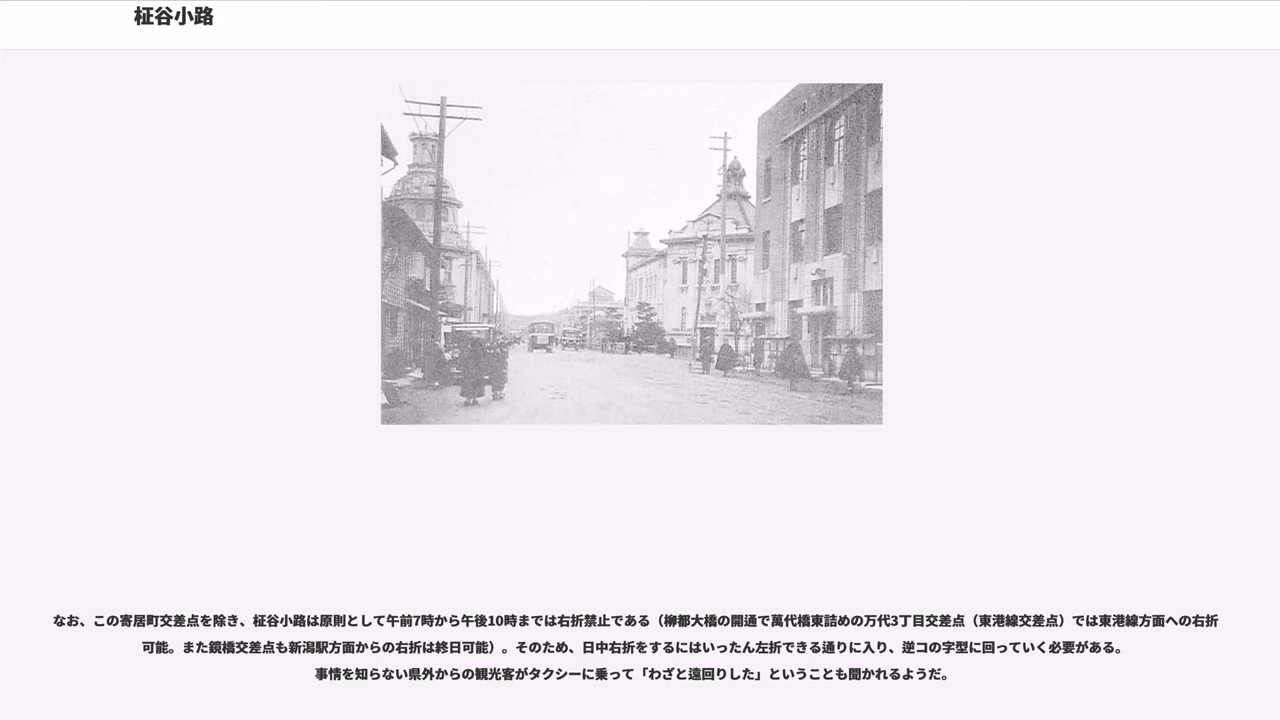 柾谷小路
なお、この寄居町交差点を除き、柾谷小路は原則として午前7時から午後10時までは右折禁止である（柳都大橋の開通で萬代橋東詰めの万代3丁目交差点（東港線交差点）では東港線方面への右折
可能。また鏡橋交差点も新潟駅方面からの右折は終日可能）。そのため、日中右折をするにはいったん左折できる通りに入り、逆コの字型に回っていく必要がある。
事情を知らない県外からの観光客がタクシーに乗って「わざと遠回りした」ということも聞かれるようだ。